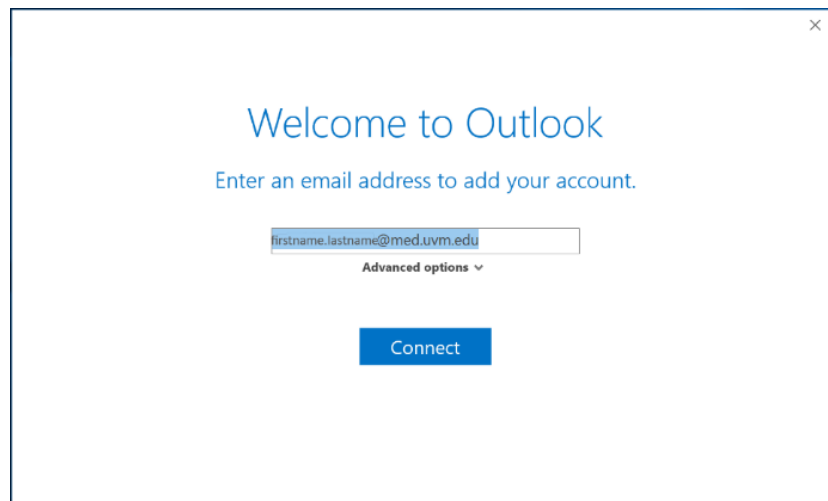 Welcome to Outlook
Enter an email address to add your account.
firstname.lastname@med.uvm.edu
Advanced options
Connect